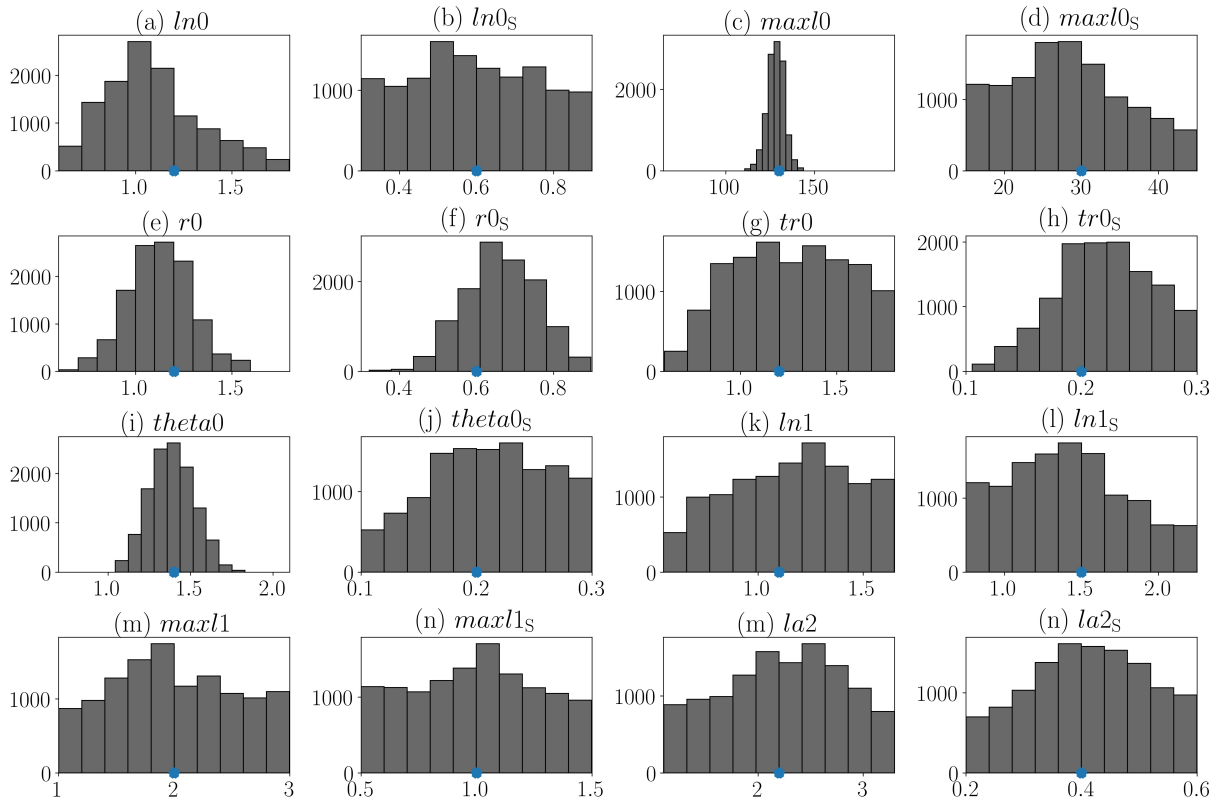 (a) ln0
(b) ln0S
(c) maxl0
(d) maxl0S
2000
1000
0
1.0 1.5
1000
0
0.4 0.6 0.8
2000
0
100 150
1000
0
20 30 40
(e) r0
(f) r0S
(g) tr0
(h) tr0S
2000
1000
0
1.0 1.5
2000
0
0.4 0.6 0.8
1000
0
1.0 1.5
2000
1000
0
0.1 0.2 0.3
(i) theta0
(j) theta0S
(k) ln1
(l) ln1S
2000
1000
0
1.0 1.5 2.0
1000
0
0.1 0.2 0.3
1000
0
1.0 1.5
1000
0
1.0 1.5 2.0
(m) maxl1
(n) maxl1S
(m) la2
(n) la2S
1000
0
1 2 3
1000
0
0.5 1.0 1.5
1000
0
2 3
1000
0
0.2 0.4 0.6